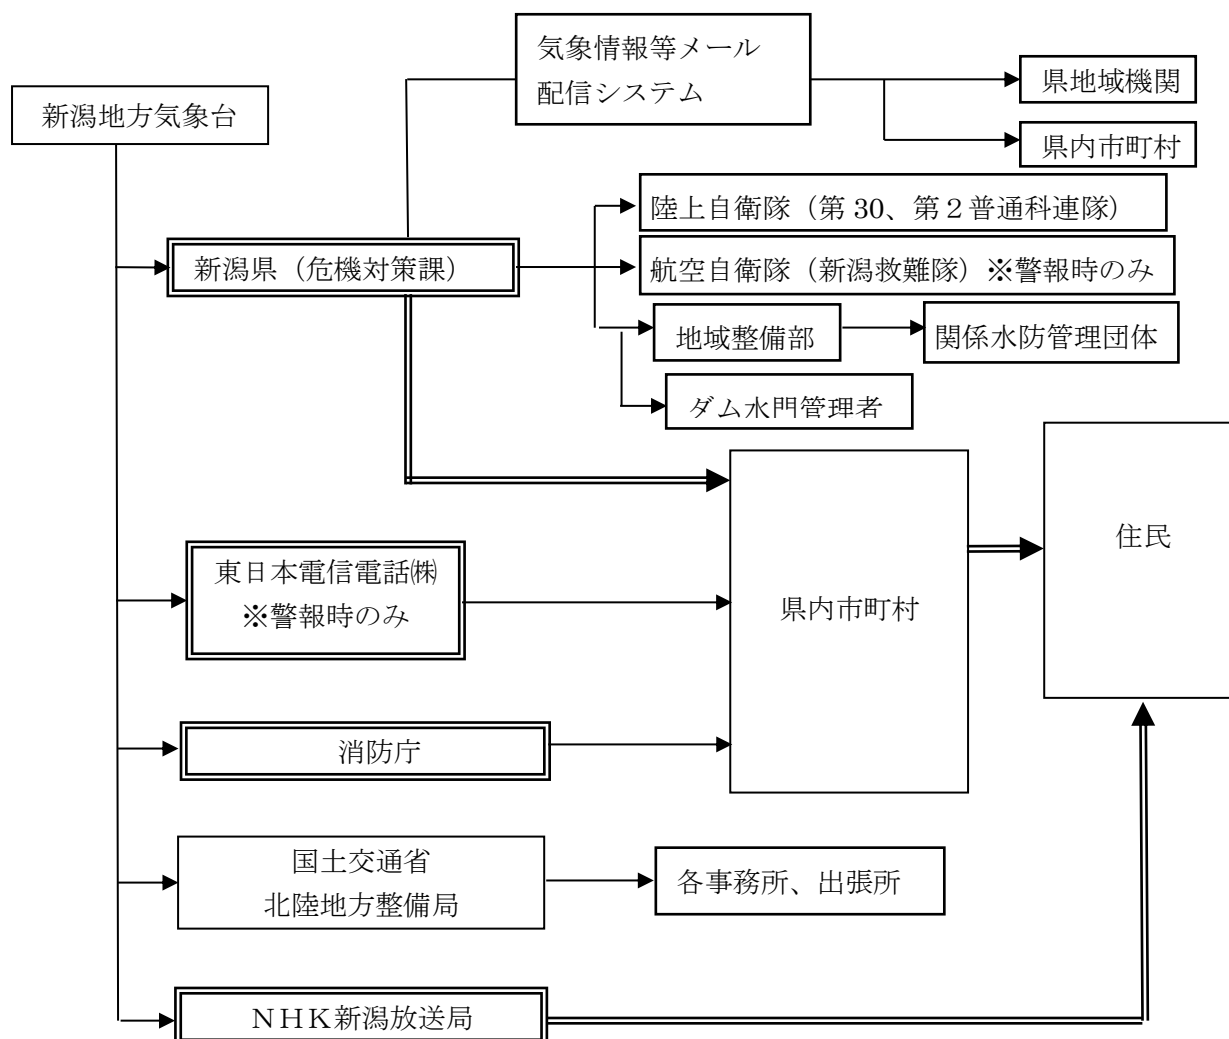 気象情報等メール
配信システム
県地域機関
新潟地方気象台
県内市町村
陸上自衛隊（第 30、第２普通科連隊）
新潟県（危機対策課）
航空自衛隊（新潟救難隊）※警報時のみ
地域整備部
関係水防管理団体
ダム水門管理者
住民
東日本電信電話㈱
※警報時のみ
県内市町村
消防庁
国土交通省
北陸地方整備局
各事務所、出張所
ＮＨＫ新潟放送局